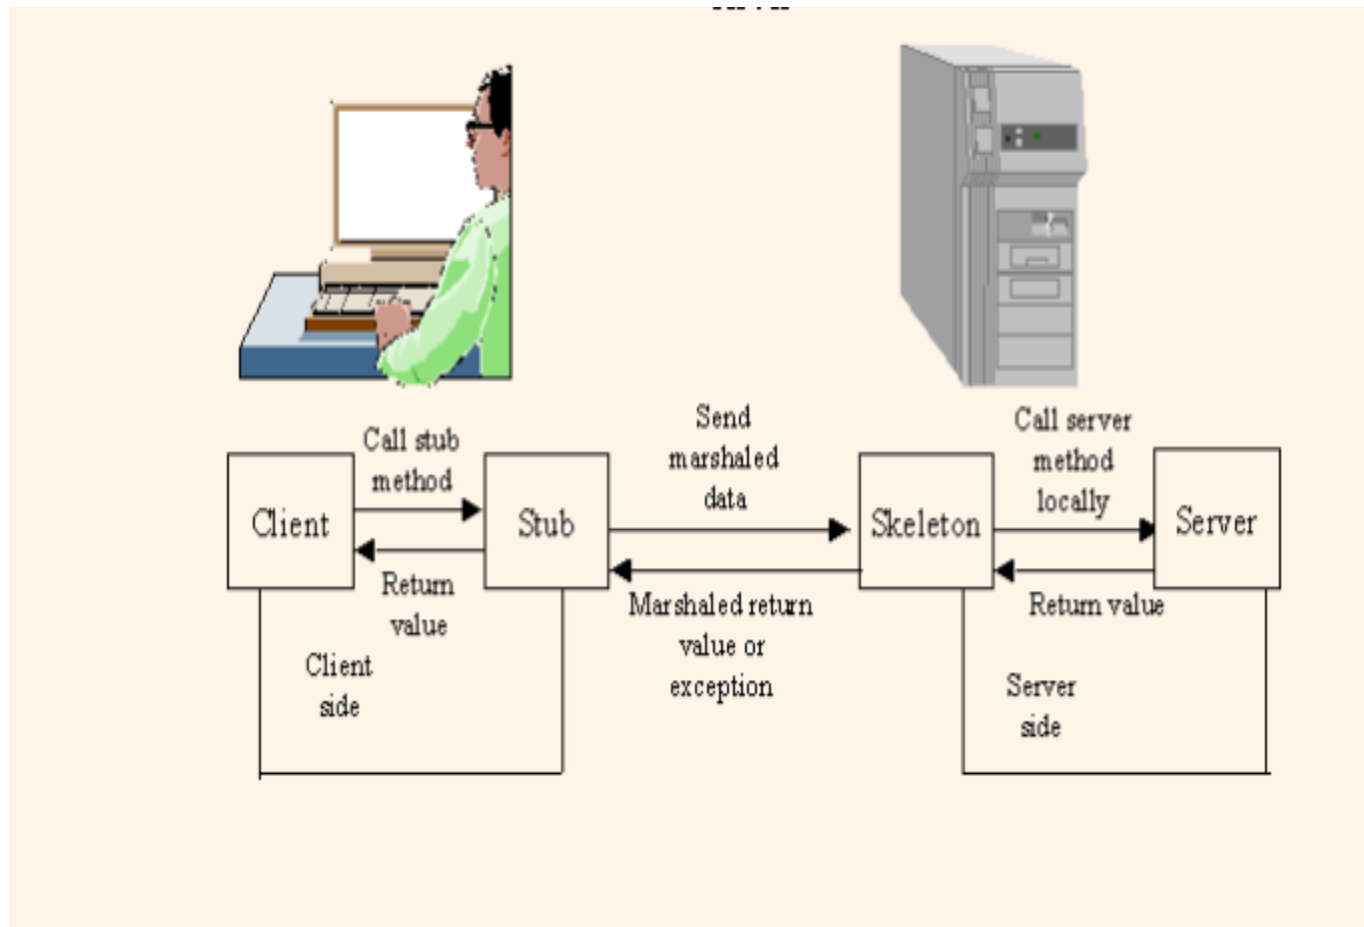 Call stub
method
Send
marshaled
data
Call server
method
locally
Client
Stub
Skeleton
Server
Return
value
Marshaled return
value or
exception
Return value
Client
side
Server
side